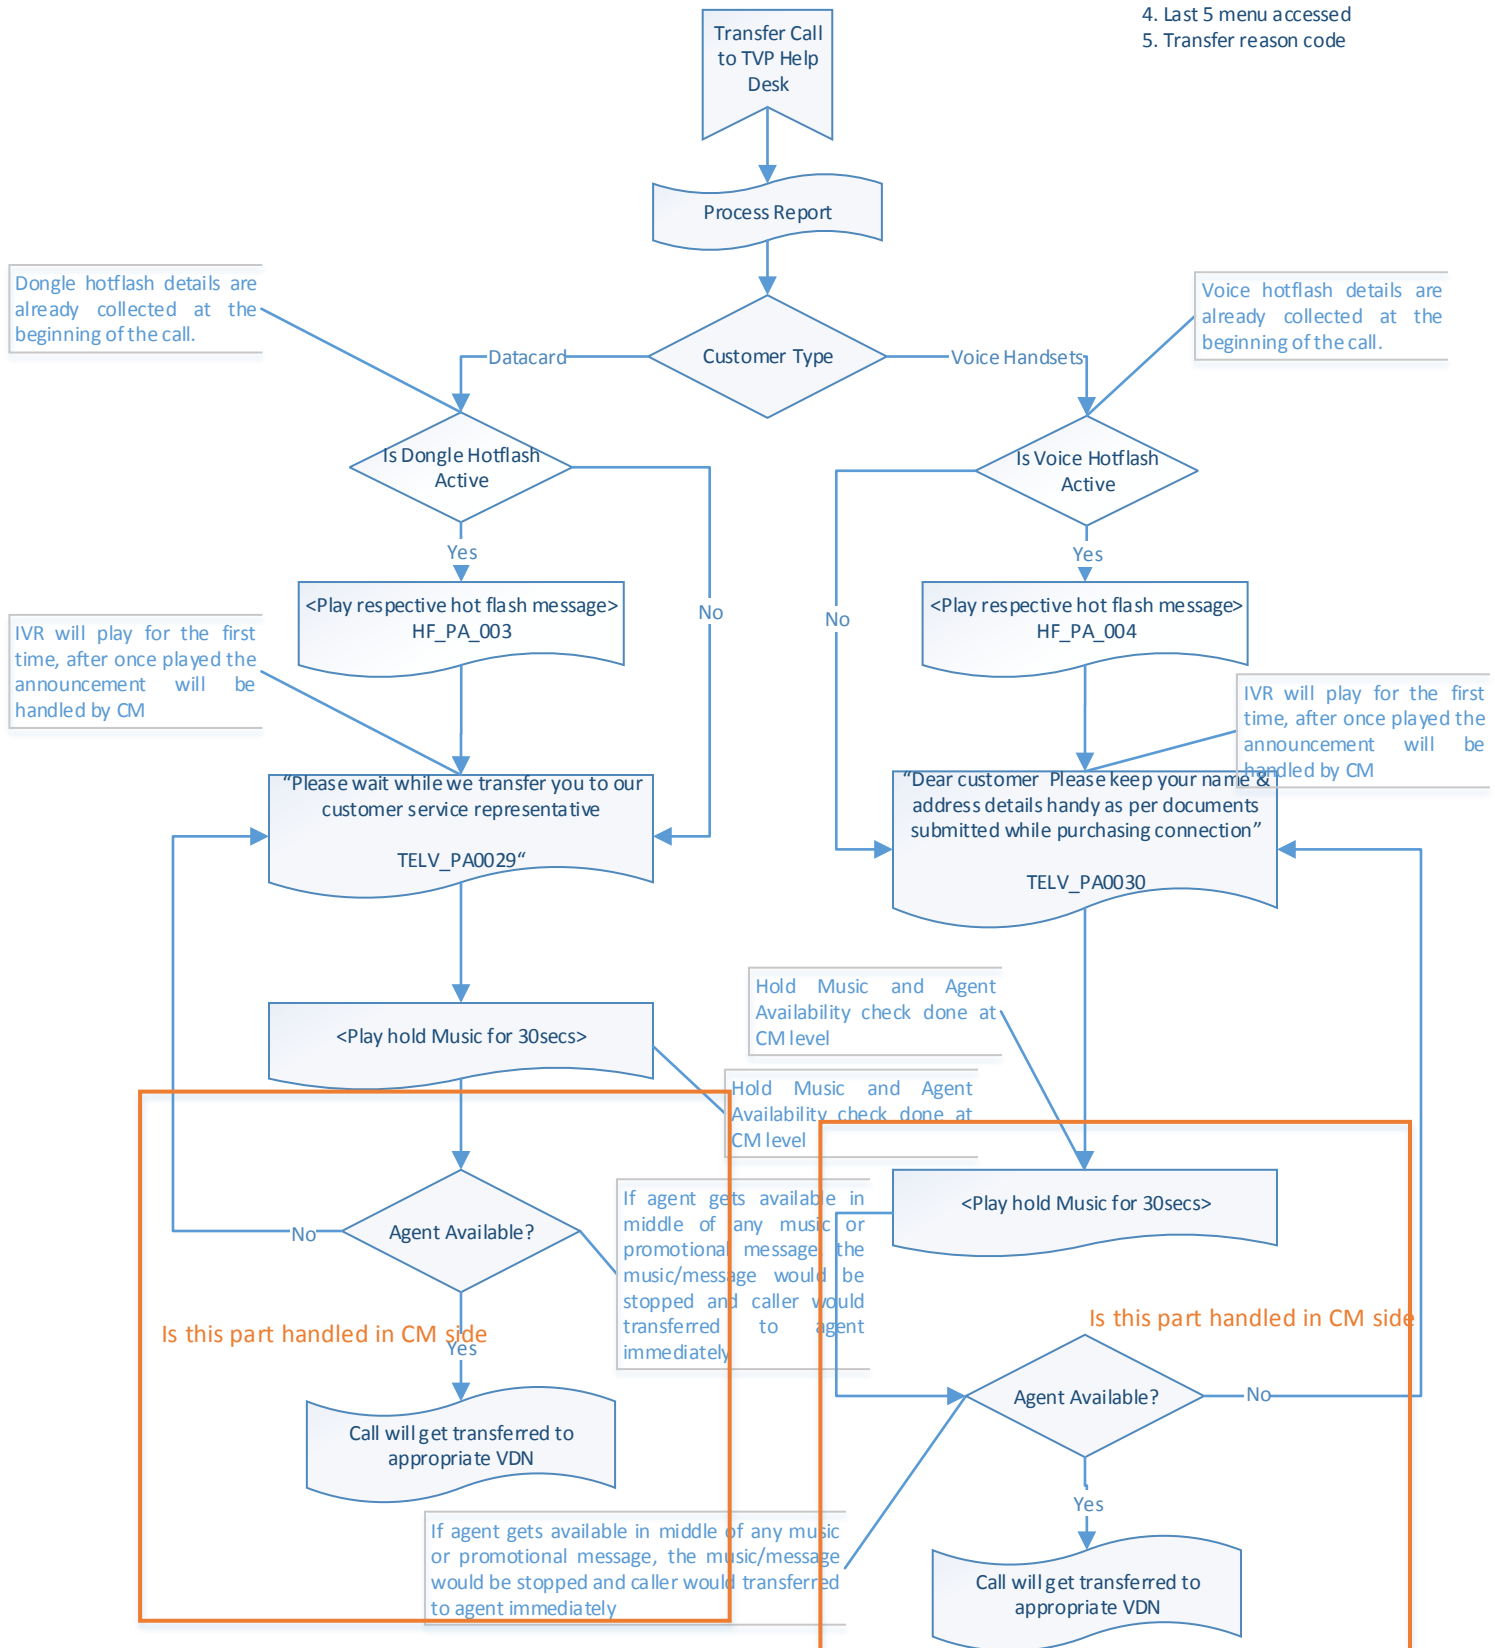 4. Last 5 menu accessed
5. Transfer reason code
Transfer Call
to TVP Help
Desk
Process Report
Dongle hotflash details are
already collected at the
beginning of the call.
Voice hotflash details are
already collected at the
beginning of the call.
Datacard
Customer Type
Voice Handsets
Is Dongle Hotflash
Active
Is Voice Hotflash
Active
Yes
Yes
<Play respective hot flash message>
HF_PA_003
No
No
<Play respective hot flash message>
HF_PA_004
IVR will play for the first
time, after once played the
announcement will be
handled by CM
IVR will play for the first
time, after once played the
announcement will be
handled by CM
“Please wait while we transfer you to our
customer service representative
TELV_PA0029“
“Dear customer Please keep your name &
address details handy as per documents
submitted while purchasing connection”
TELV_PA0030
Hold Music and Agent
Availability check done at
CM level
<Play hold Music for 30secs>
Hold Music and Agent
Availability check done at
CM level
<Play hold Music for 30secs>
If agent gets available in
middle of any music or
promotional message, the
music/message would be
stopped and caller would
transferred to agent
immediately
No
Agent Available?
Is this part handled in CM side
Yes
Is this part handled in CM side
Agent Available?
No
Call will get transferred to
appropriate VDN
Yes
If agent gets available in middle of any music
or promotional message, the music/message
would be stopped and caller would transferred
to agent immediately
Call will get transferred to
appropriate VDN